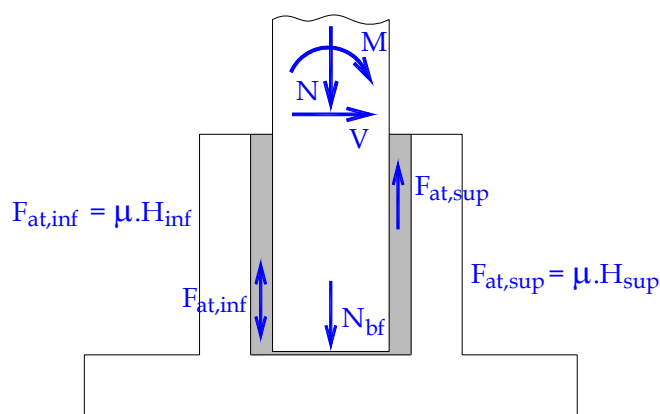 M
N
V
F_at,sup
F_at,inf = μ.H_inf
F_at,sup = μ.H_sup
F_at,inf
N_bf